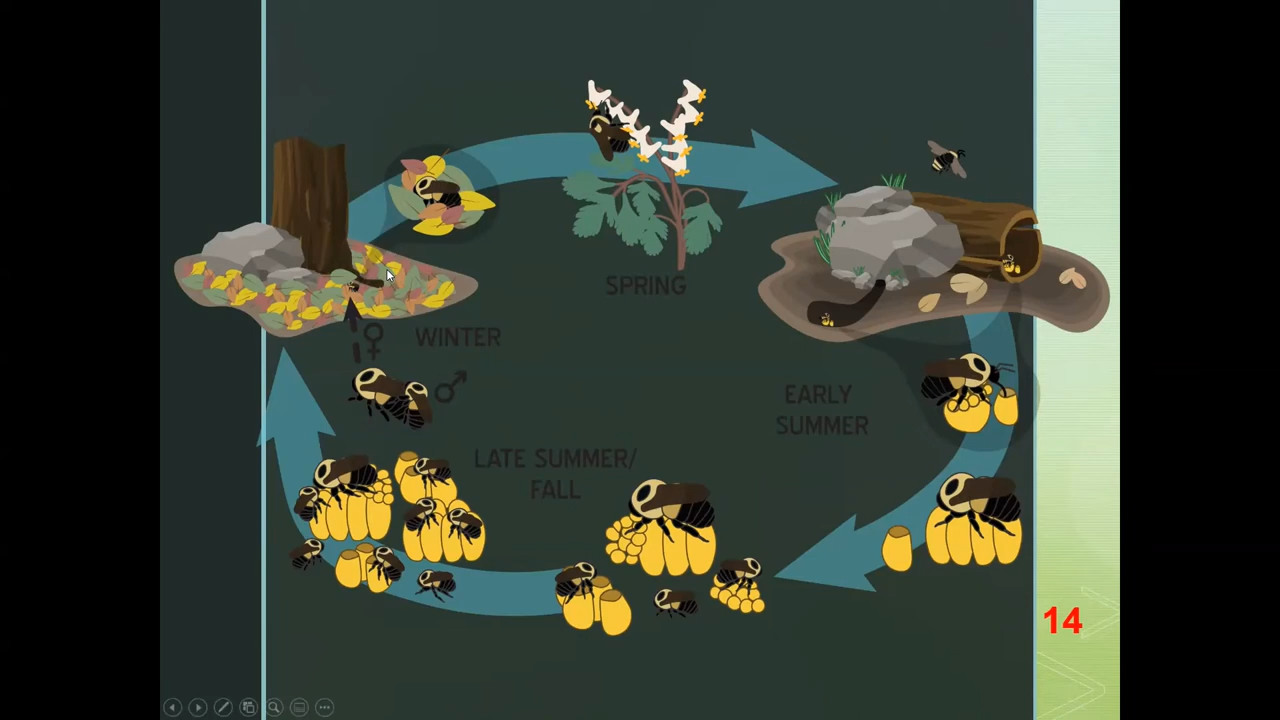 SPRING
WINTER
EARLY
SUMMER
LATE SUMMER/
FALL
14